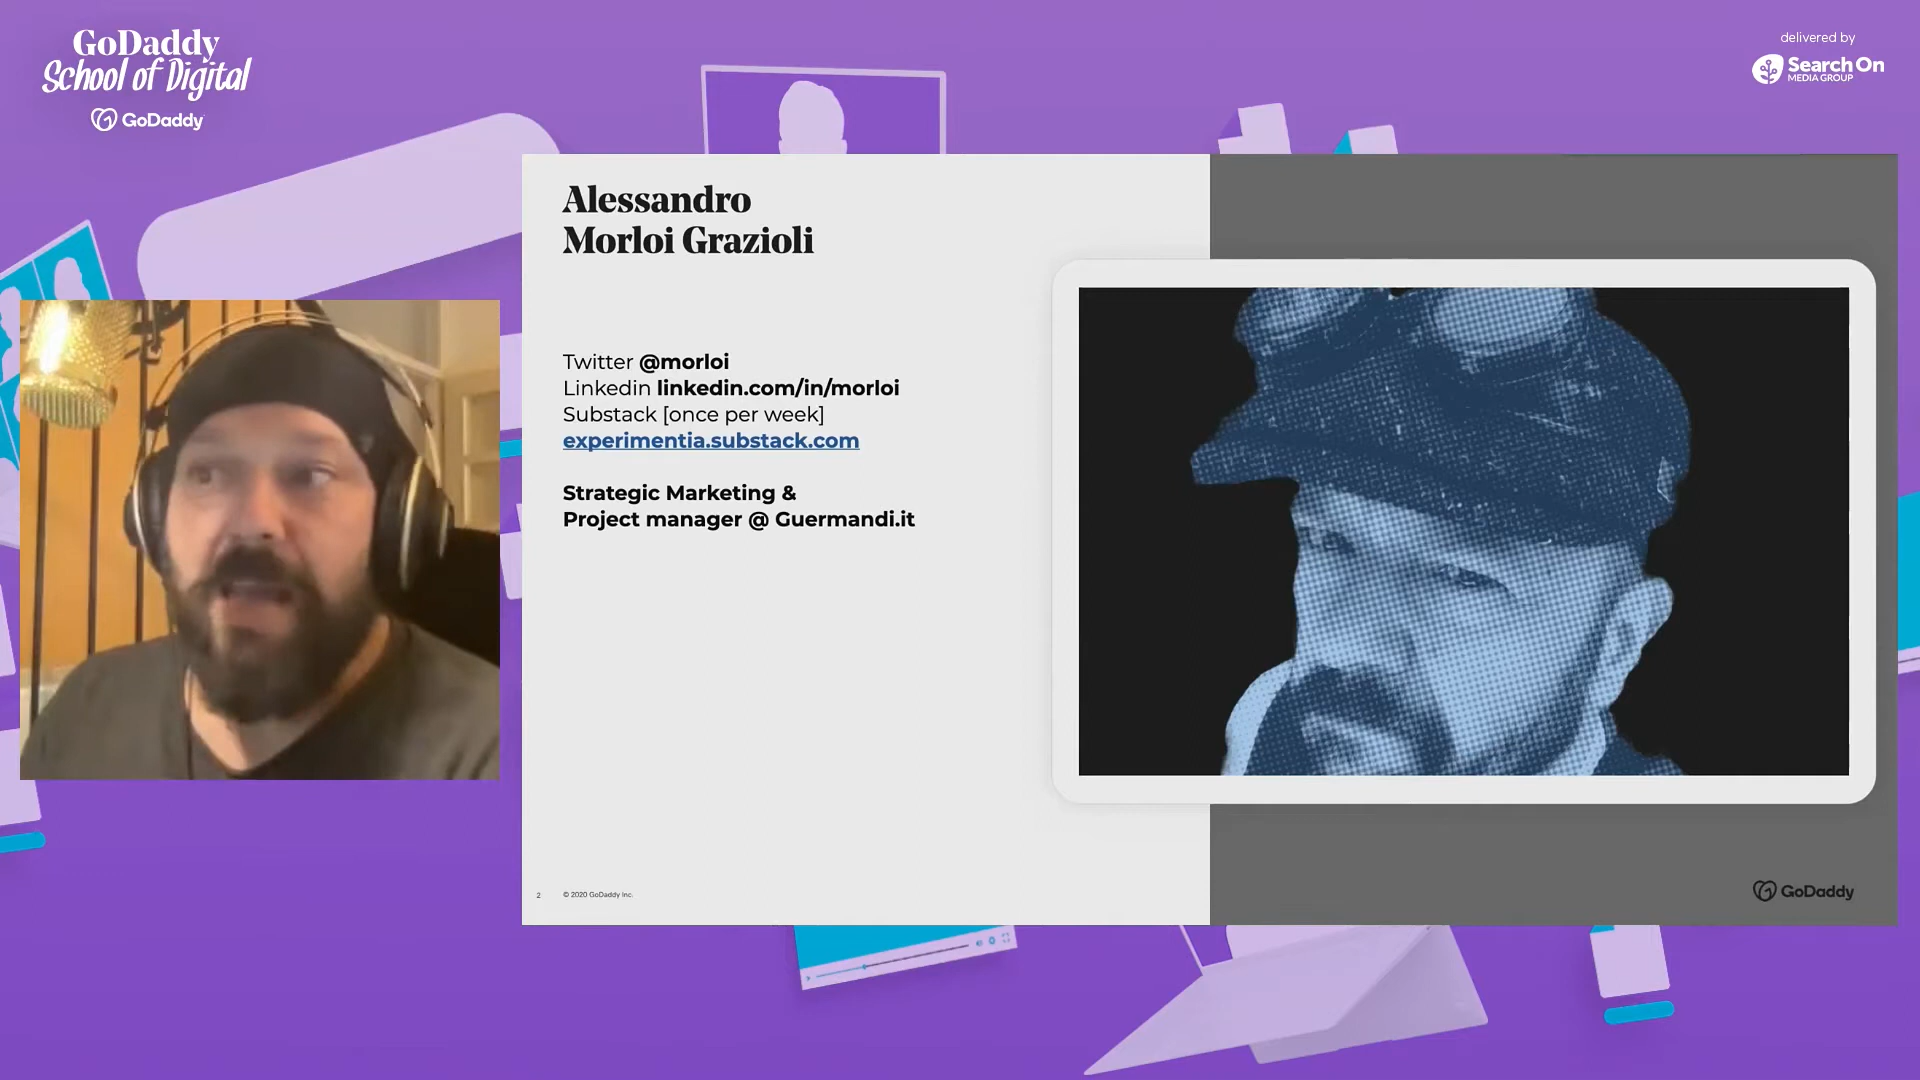 GoDaddy
School of Digital
GoDaddy
delivered by
Search On
MEDIA GROUP
Alessandro
Morloi Grazioli
Twitter @morloi
Linkedin linkedin.com/in/morloi
Substack [once per week]
experimentia.substack.com
Strategic Marketing &
Project manager @ Guermandi.it
2 © 2020 GoDaddy Inc.
GoDaddy